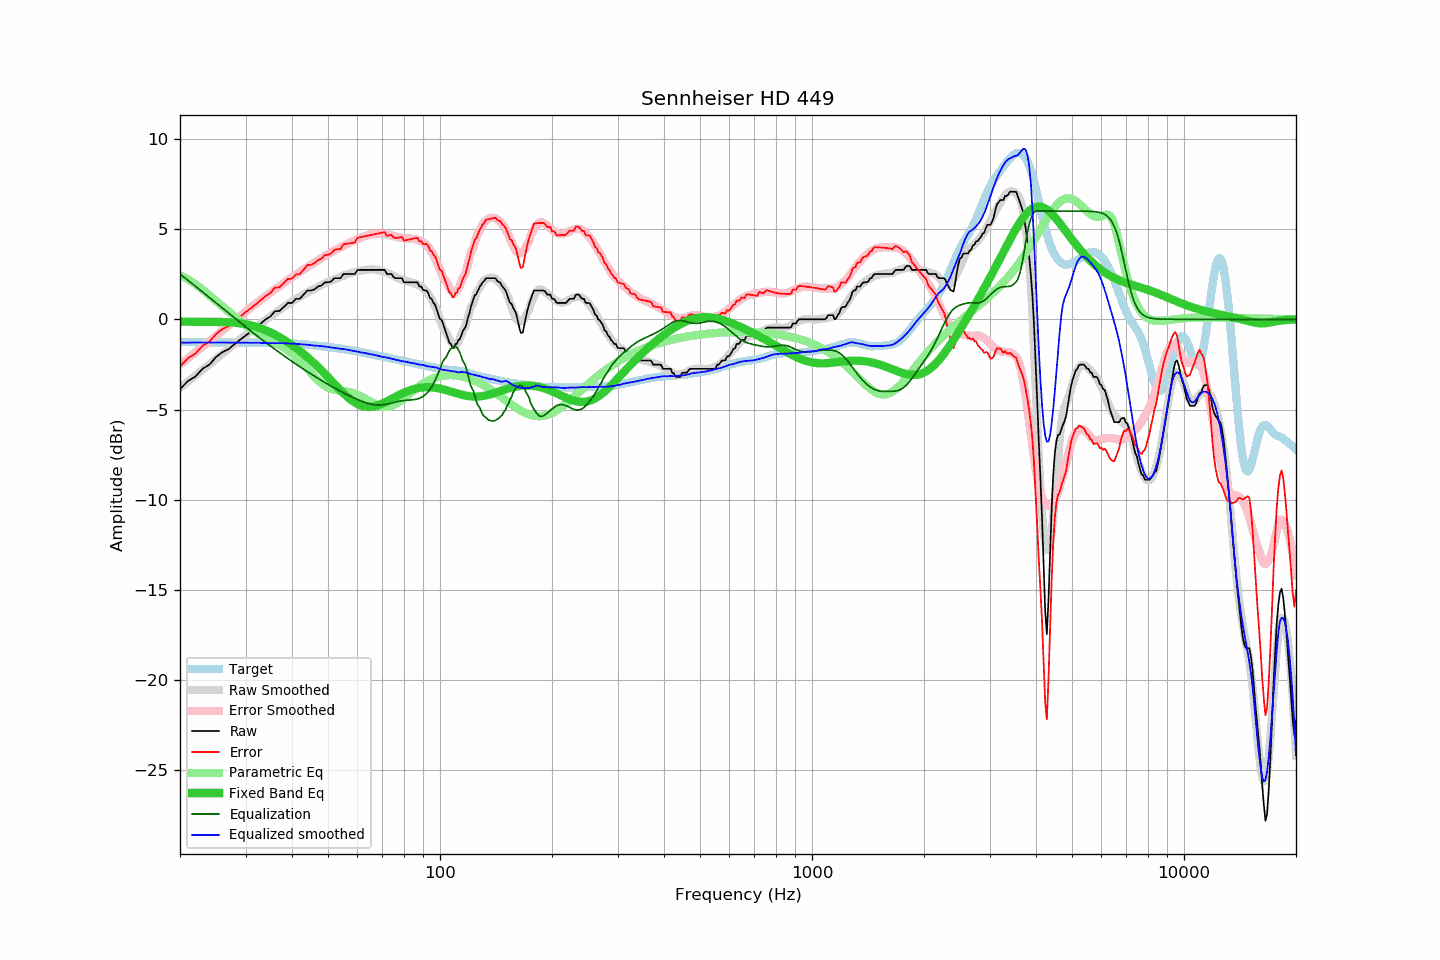 Sennheiser HD 449
10
5
0
−5
−10
−15
−20
−25
Amplitude (dBr)
Target
Raw Smoothed
Error Smoothed
Raw
Error
Parametric Eq
Fixed Band Eq
Equalization
Equalized smoothed
100
1000
10000
Frequency (Hz)